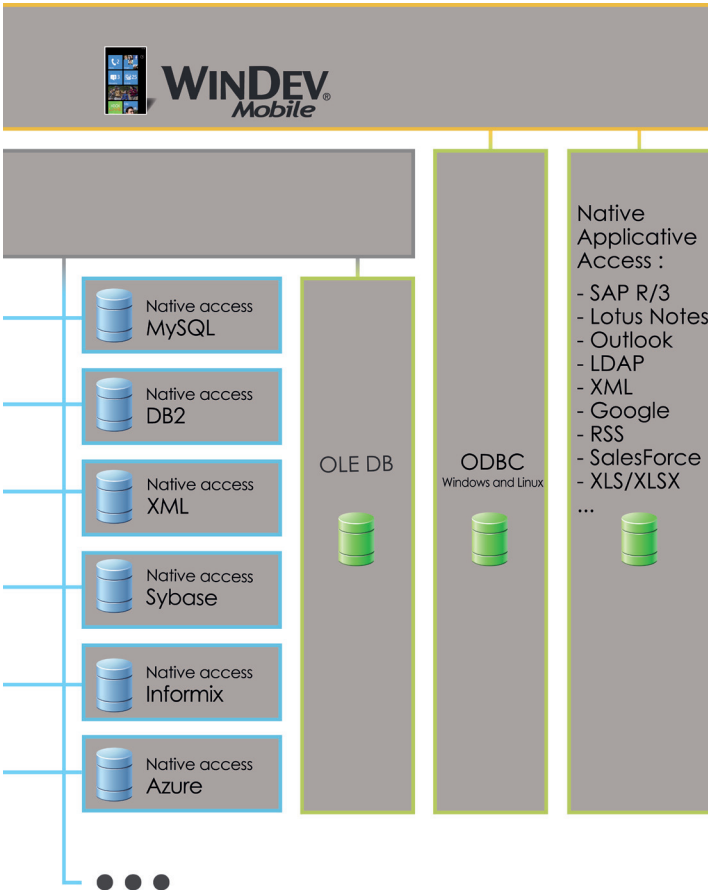 WINDEV®
Mobile
Native access
MySQL
Native access
DB2
Native access
XML
Native access
Sybase
Native access
Informix
Native access
Azure
OLE DB
ODBC
Windows and Linux
Native
Applicative
Access :
- SAP R/3
- Lotus Notes
- Outlook
- LDAP
- XML
- Google
- RSS
- SalesForce
- XLS/XLSX
...